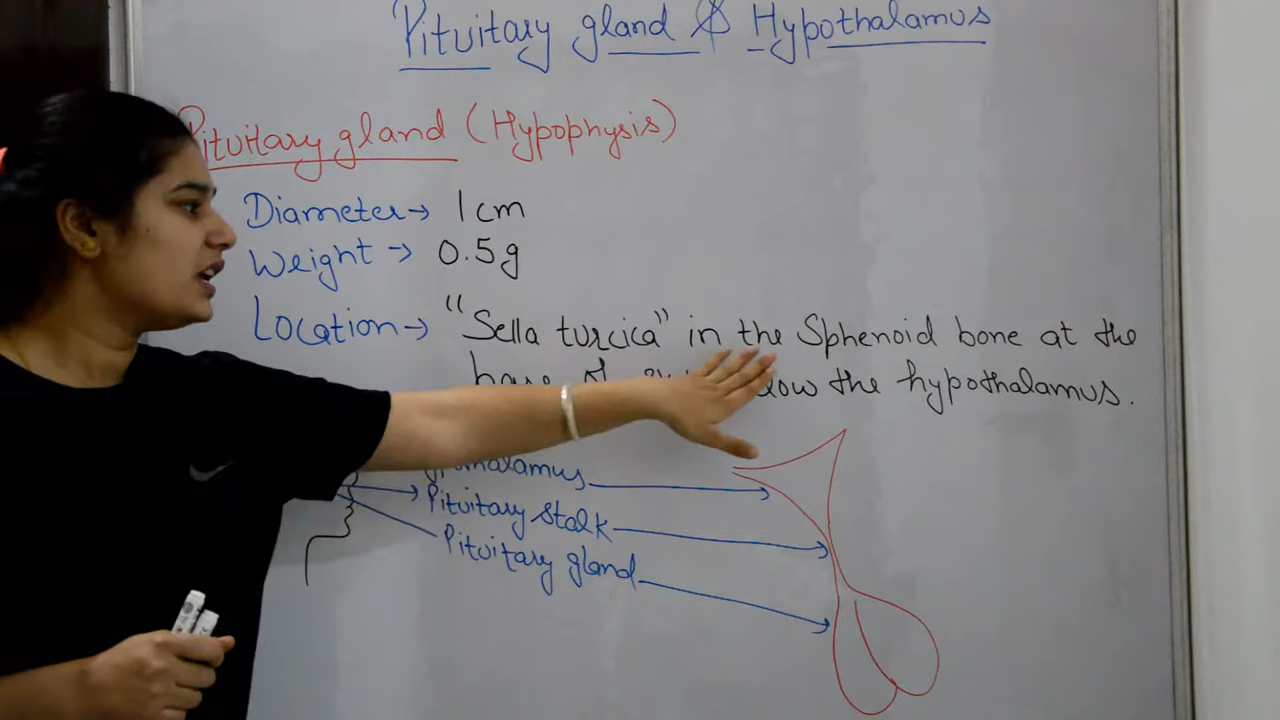 Pituitary gland & Hypothalamus
Pituitary gland (Hypophysis)
Diameter → 1cm
Weight → 0.5g
Location → "Sella turcica" in the Sphenoid bone at the
the hypothalamus.
Pituitary Stalk
Pituitary gland